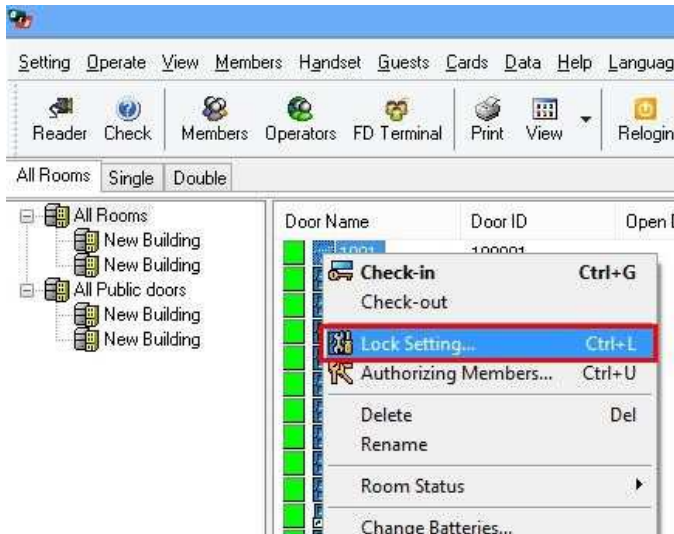 Setting Operate View Members Handset Guests Cards Data Help Languag
Reader Check Members Operators FD Terminal Print View Relogin
All Rooms Single Double
All Rooms
New Building
New Building
All Public doors
New Building
New Building
Door Name Door ID Open D
1001 100001
Check-in Ctrl+G
Check-out
Lock Setting... Ctrl+L
Authorizing Members... Ctrl+U
Delete Del
Rename
Room Status
Change Batteries...